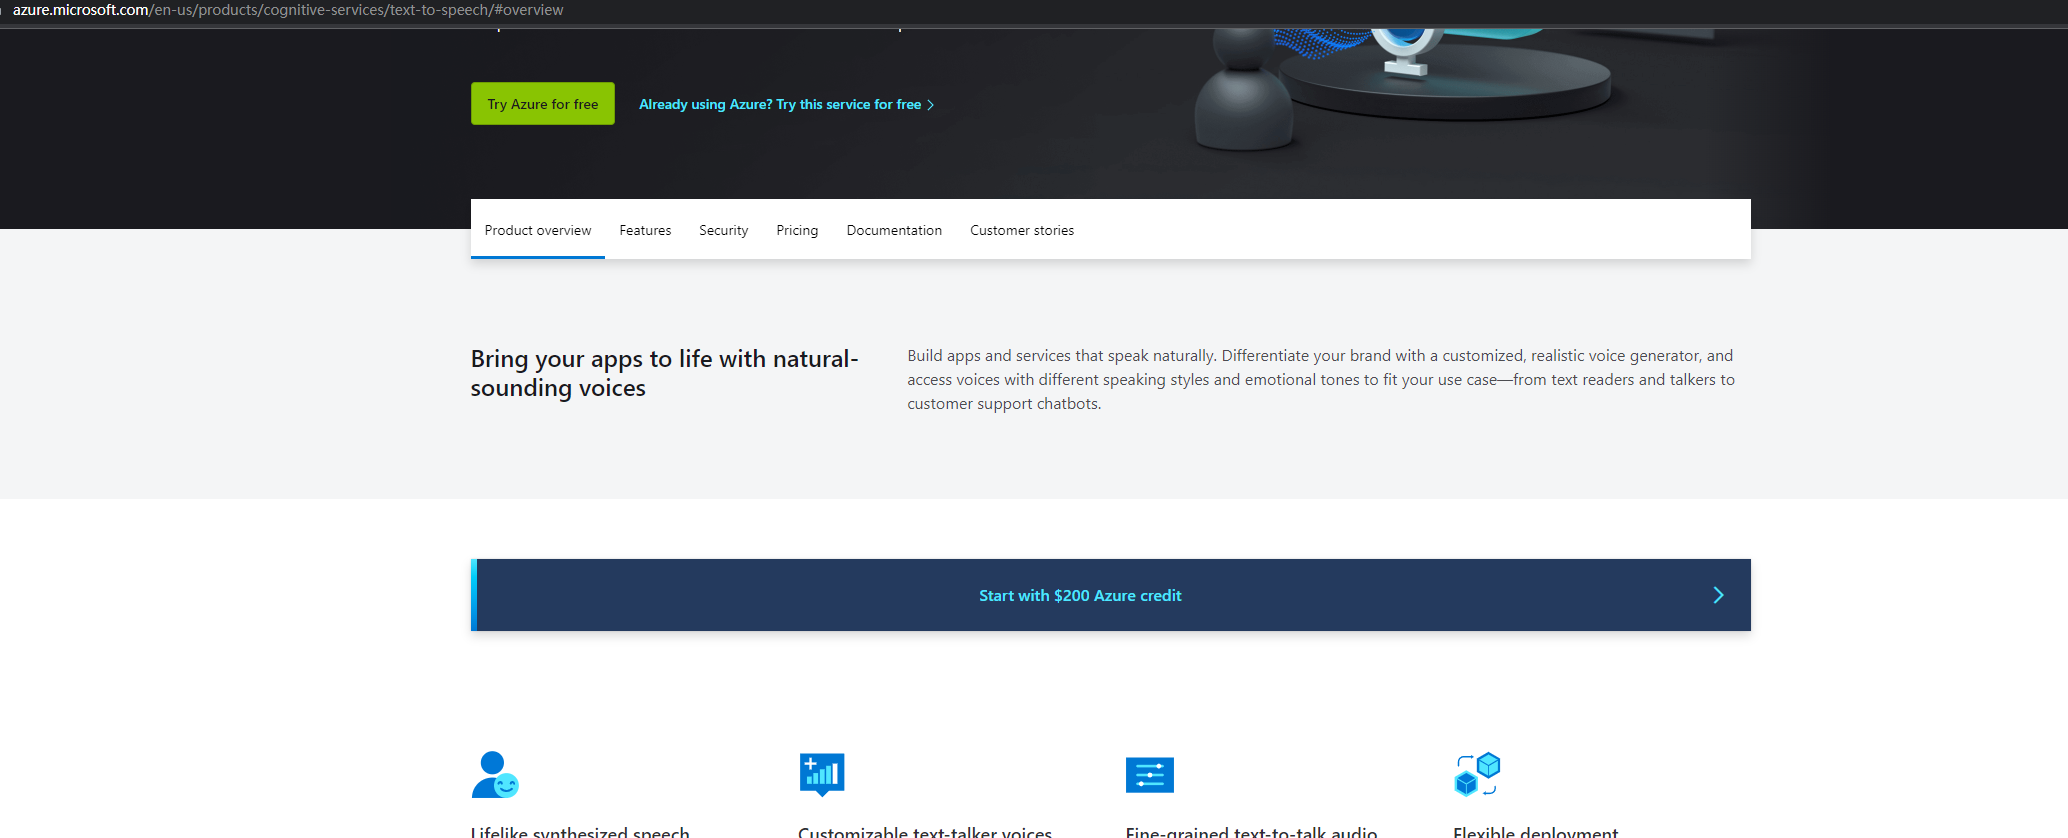 azure.microsoft.com/en-us/products/cognitive-services/text-to-speech/#overview
Try Azure for free
Already using Azure? Try this service for free
Product overview
Features
Security
Pricing
Documentation
Customer stories
Bring your apps to life with natural-
sounding voices
Build apps and services that speak naturally. Differentiate your brand with a customized, realistic voice generator, and
access voices with different speaking styles and emotional tones to fit your use case—from text readers and talkers to
customer support chatbots.
Start with $200 Azure credit
Lifelike synthesized speech
Customizable text-talker voices
Fine-grained text-to-talk audio
Flexible deployment